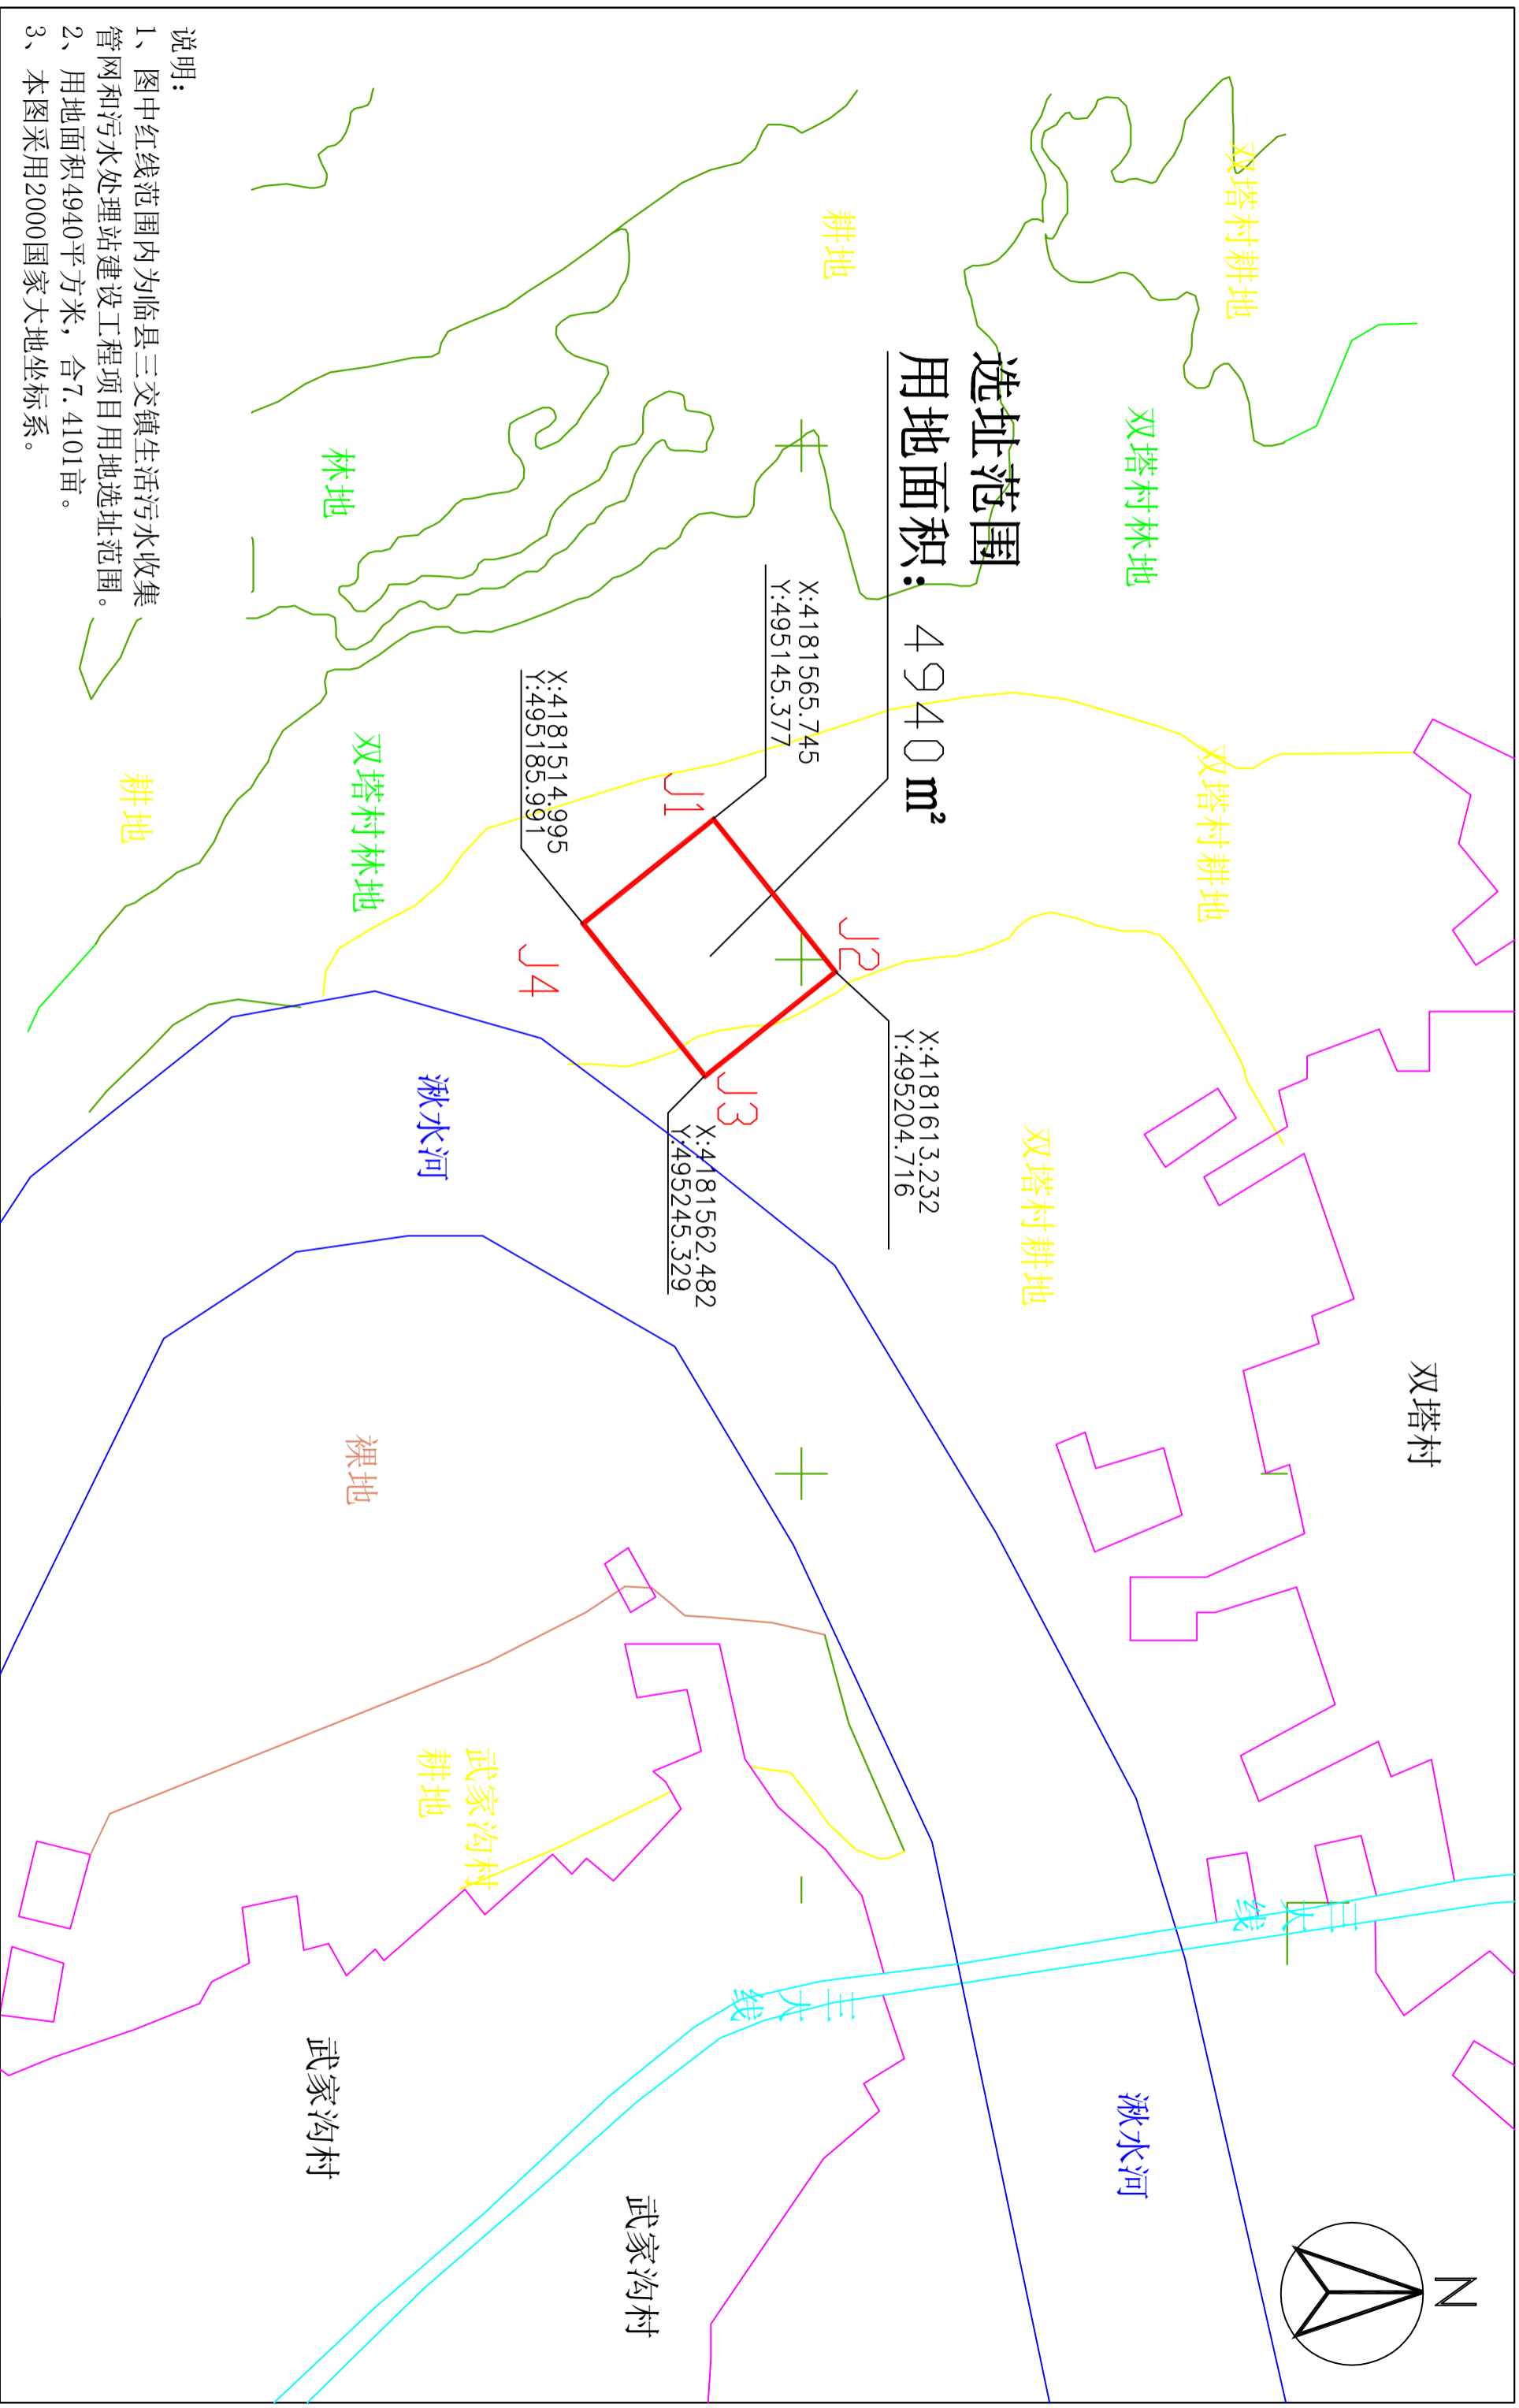 N
双塔村耕地
双塔村林地
耕地
选址范围
用地面积：4940m²
双塔村耕地
双塔村
双塔村耕地
X:4181565.745
Y:495145.377
J1
J2
X:4181613.232
Y:495204.716
X:4181514.995
Y:495185.991
J4
J3
X:4181562.482
Y:495245.329
林地
双塔村林地
耕地
湫水河
湫水河
裸地
三大线
三大线
武家沟村
耕地
武家沟村
武家沟村
说明：
1、图中红线范围内为临县三交镇生活污水收集
管网和污水处理站建设工程项目用地选址范围。
2、用地面积4940平方米，合7.4101亩。
3、本图采用2000国家大地坐标系。